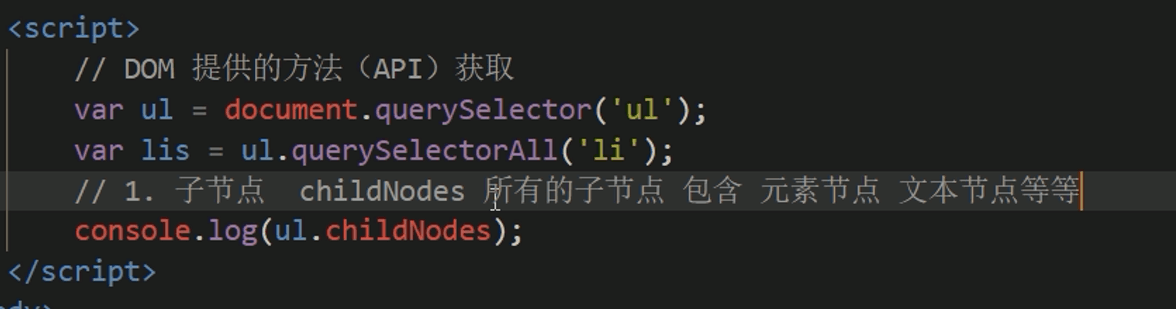 <script>
// DOM 提供的方法（API）获取
var ul = document.querySelector('ul');
var lis = ul.querySelectorAll('li');
// 1. 子节点  childNodes 所有的子节点 包含 元素节点 文本节点等等
console.log(ul.childNodes);
</script>